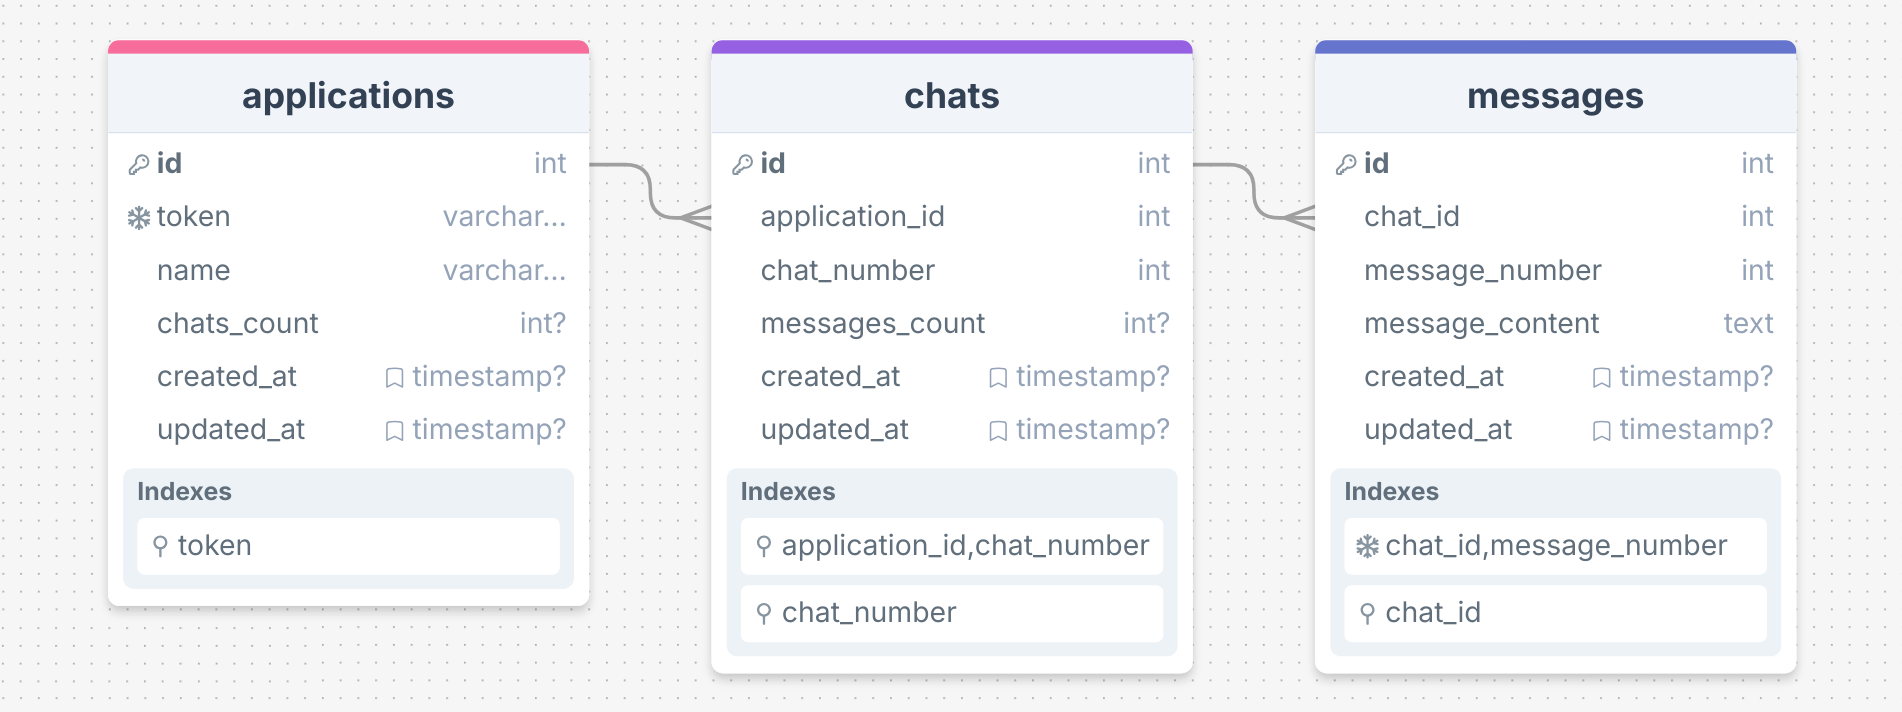 applications
id int
token varchar...
name varchar...
chats_count int?
created_at timestamp?
updated_at timestamp?
Indexes
token
chats
id int
application_id int
chat_number int
messages_count int?
created_at timestamp?
updated_at timestamp?
Indexes
application_id,chat_number
chat_number
messages
id int
chat_id int
message_number int
message_content text
created_at timestamp?
updated_at timestamp?
Indexes
chat_id,message_number
chat_id